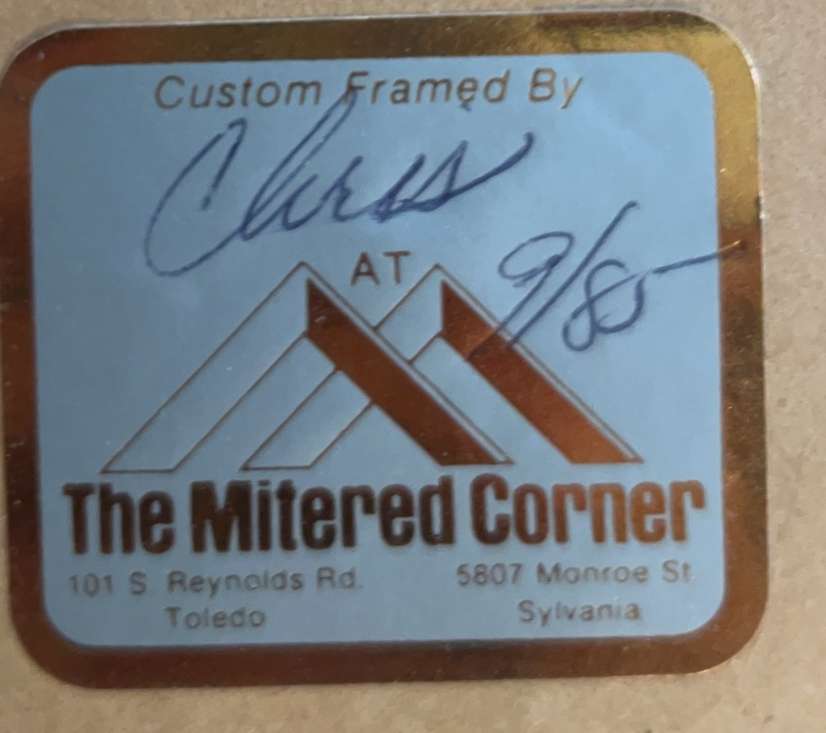 Custom Framed By
Chris
AT
9/85
The Mitered Corner
101 S. Reynolds Rd.
Toledo
5807 Monroe St.
Sylvania